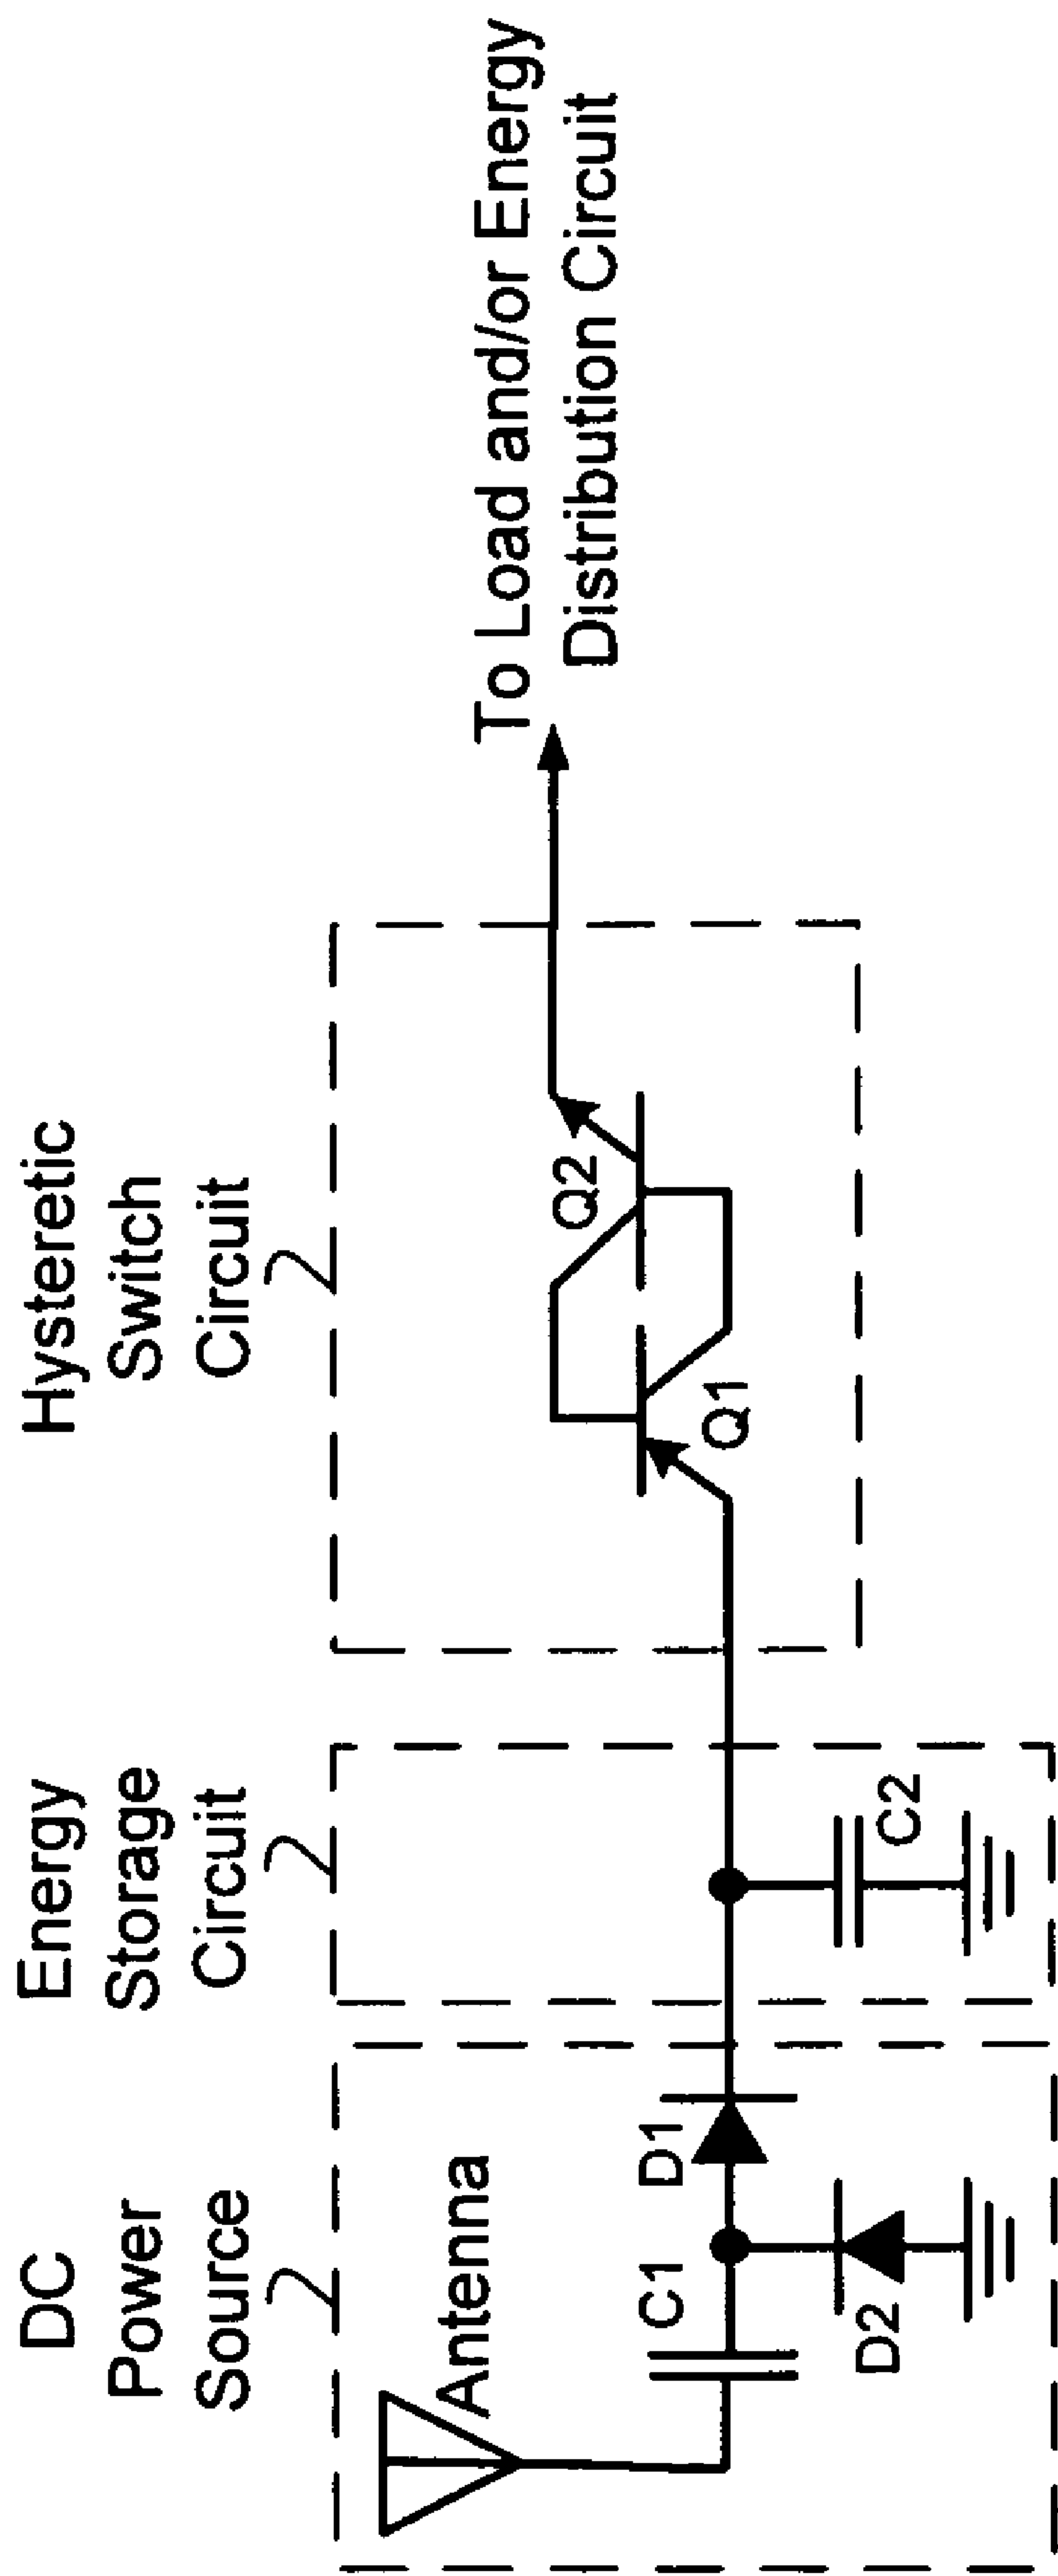 DC
Power
Source
Energy
Storage
Circuit
Hysteretic
Switch
Circuit
Antenna
C1
D1
D2
C2
Q1
Q2
To Load and/or Energy
Distribution Circuit